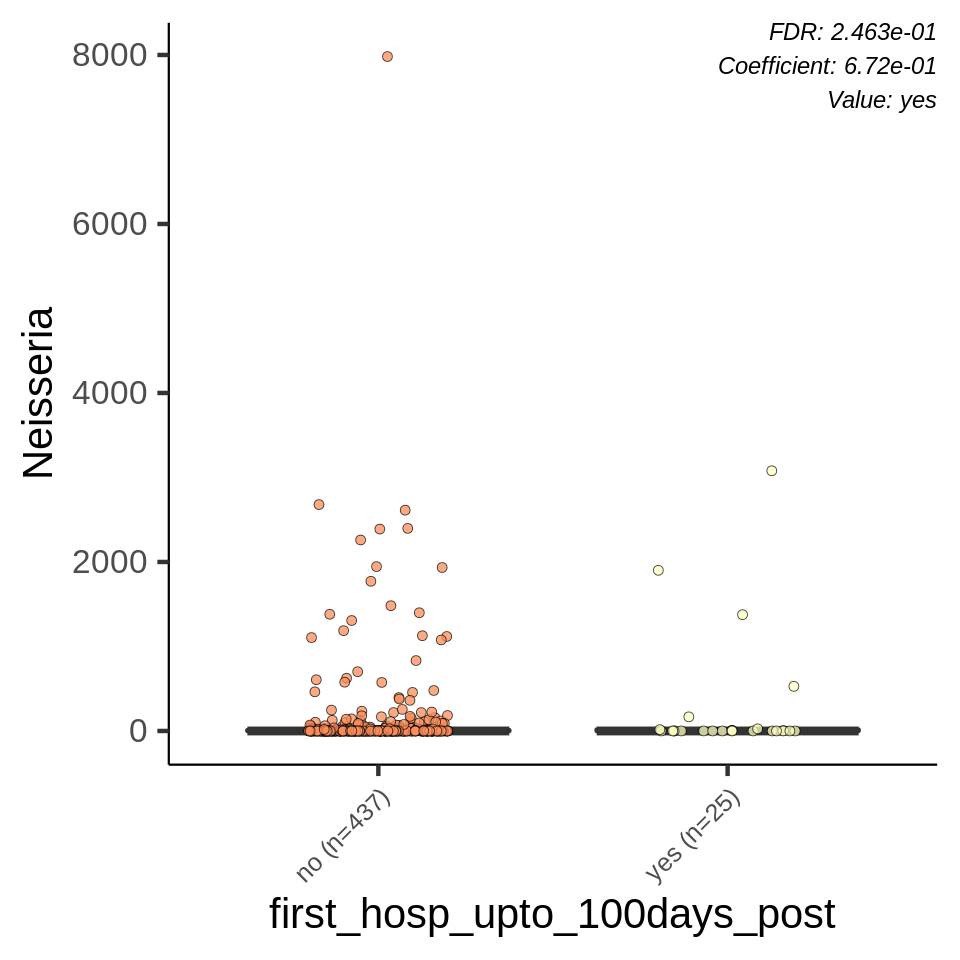 FDR: 2.463e-01
Coefficient: 6.72e-01
Value: yes
8000
6000
4000
2000
0
Neisseria
no (n=437)
yes (n=25)
first_hosp_upto_100days_post